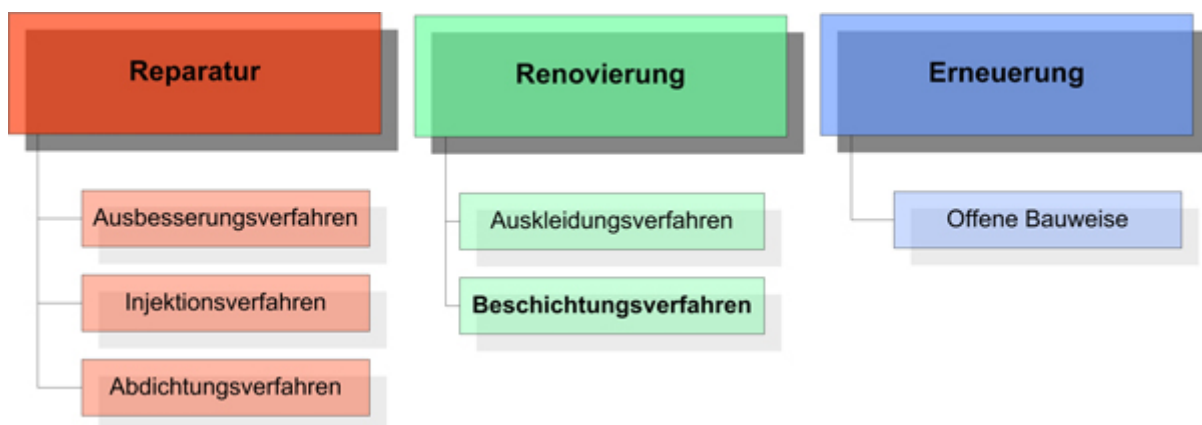 Reparatur
Ausbesserungsverfahren
Injektionsverfahren
Abdichtungsverfahren
Renovierung
Auskleidungsverfahren
Beschichtungsverfahren
Erneuerung
Offene Bauweise